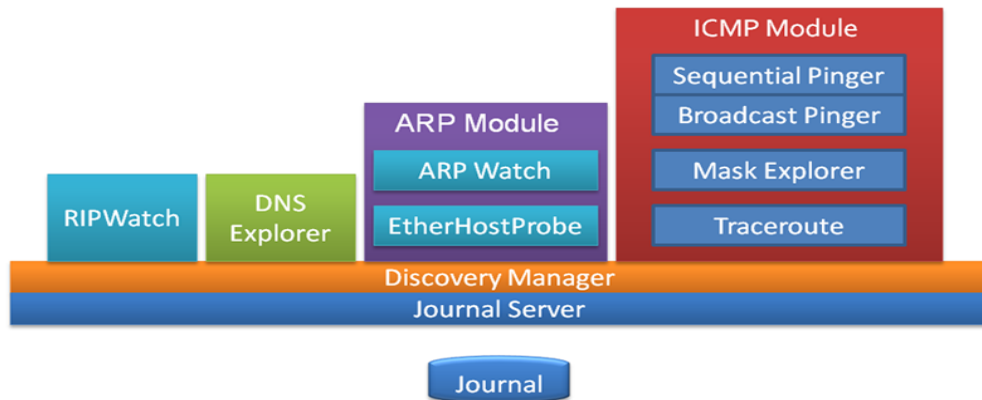 ICMP Module
Sequential Pinger
Broadcast Pinger
Mask Explorer
Traceroute
ARP Module
ARP Watch
EtherHostProbe
RIPWatch
DNS
Explorer
Discovery Manager
Journal Server
Journal